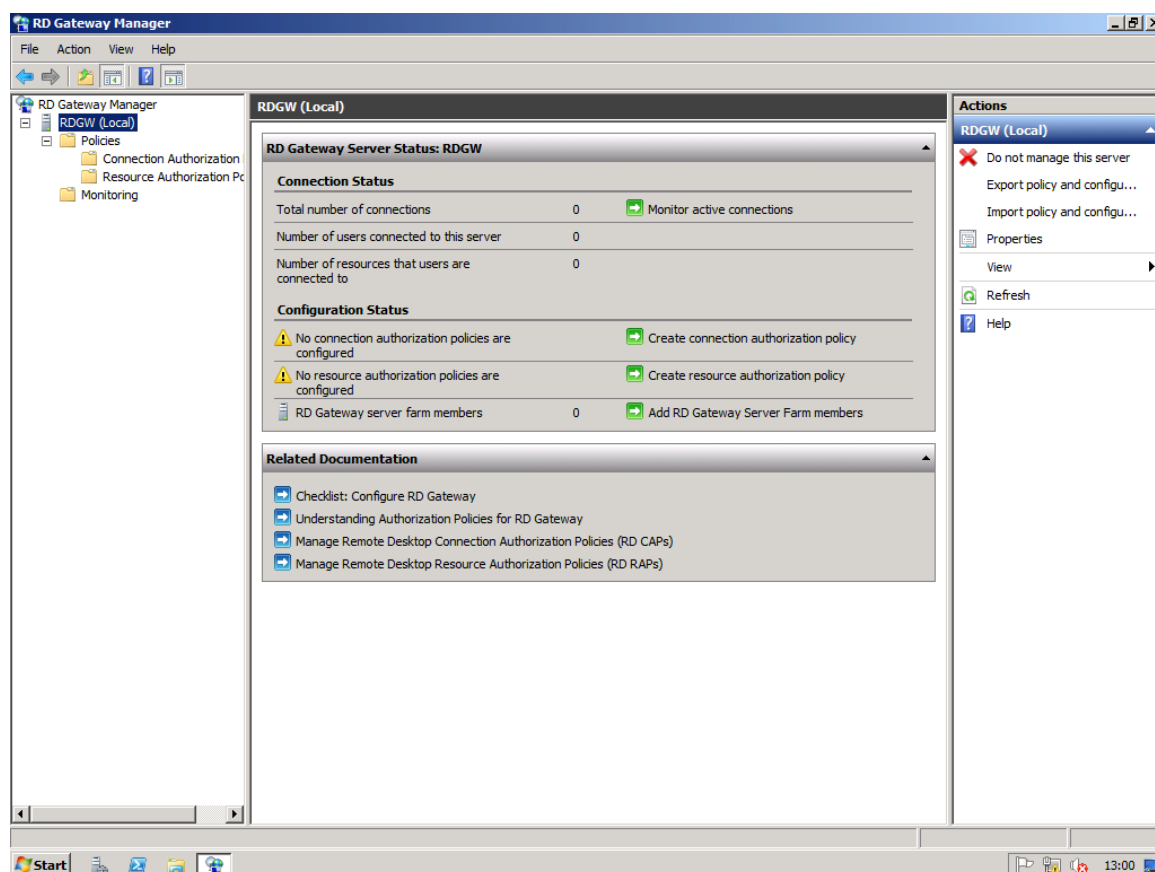 RD Gateway Manager
File Action View Help
RD Gateway Manager
RDGW (Local)
Policies
Connection Authorization
Resource Authorization Pc
Monitoring
RDGW (Local)
RD Gateway Server Status: RDGW
Connection Status
Total number of connections 0 Monitor active connections
Number of users connected to this server 0
Number of resources that users are 0
connected to
Configuration Status
No connection authorization policies are Create connection authorization policy
configured
No resource authorization policies are Create resource authorization policy
configured
RD Gateway server farm members 0 Add RD Gateway Server Farm members
Related Documentation
Checklist: Configure RD Gateway
Understanding Authorization Policies for RD Gateway
Manage Remote Desktop Connection Authorization Policies (RD CAPs)
Manage Remote Desktop Resource Authorization Policies (RD RAPs)
Actions
RDGW (Local)
Do not manage this server
Export policy and configu...
Import policy and configu...
Properties
View
Refresh
Help
Start 13:00